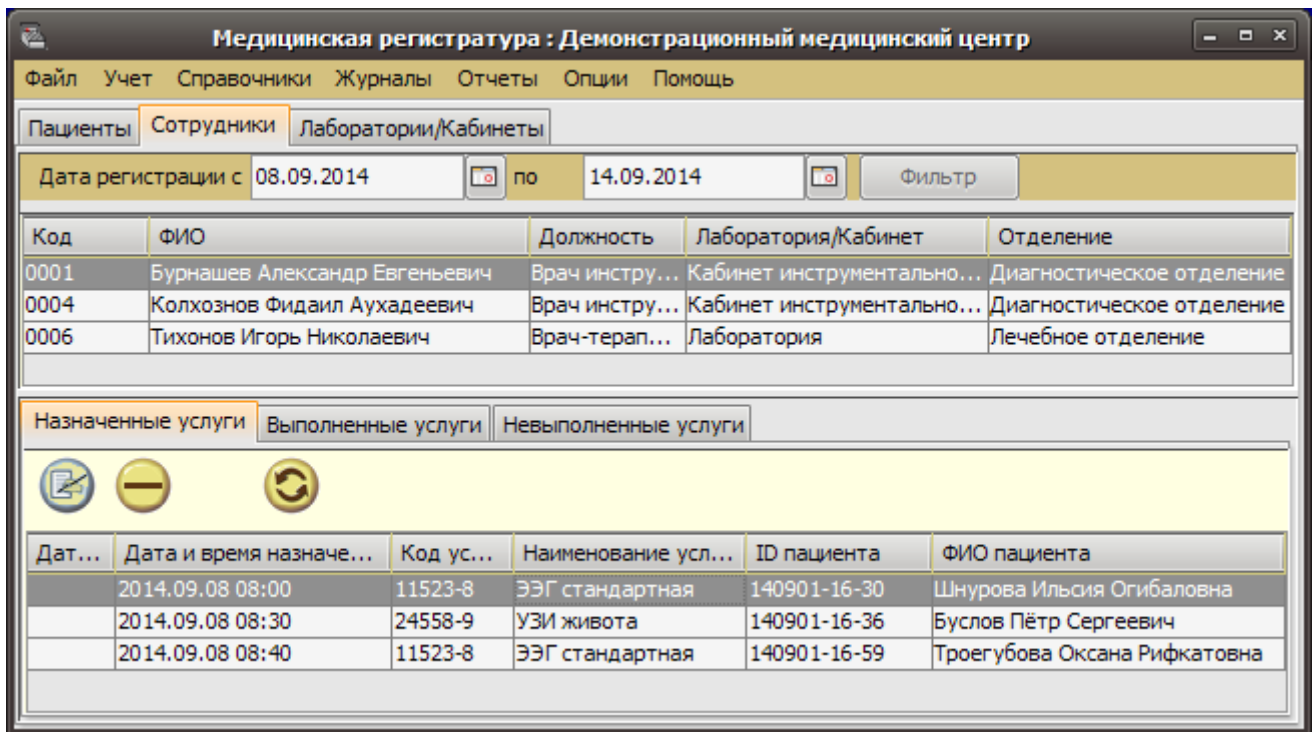 Медицинская регистратура : Демонстрационный медицинский центр
Файл Учет Справочники Журналы Отчеты Опции Помощь
Пациенты Сотрудники Лаборатории/Кабинеты
Дата регистрации с 08.09.2014 по 14.09.2014 Фильтр
Код ФИО Должность Лаборатория/Кабинет Отделение
0001 Бурнашев Александр Евгеньевич Врач инстру... Кабинет инструментально... Диагностическое отделение
0004 Колхознов Фидаил Аухадеевич Врач инстру... Кабинет инструментально... Диагностическое отделение
0006 Тихонов Игорь Николаевич Врач-терап... Лаборатория Лечебное отделение
Назначенные услуги Выполненные услуги Невыполненные услуги
Дат... Дата и время назначе... Код ус... Наименование усл... ID пациента ФИО пациента
2014.09.08 08:00 11523-8 ЭЭГ стандартная 140901-16-30 Шнурова Ильсия Огибаловна
2014.09.08 08:30 24558-9 УЗИ живота 140901-16-36 Буслов Пётр Сергеевич
2014.09.08 08:40 11523-8 ЭЭГ стандартная 140901-16-59 Троегубова Оксана Рифкатовна